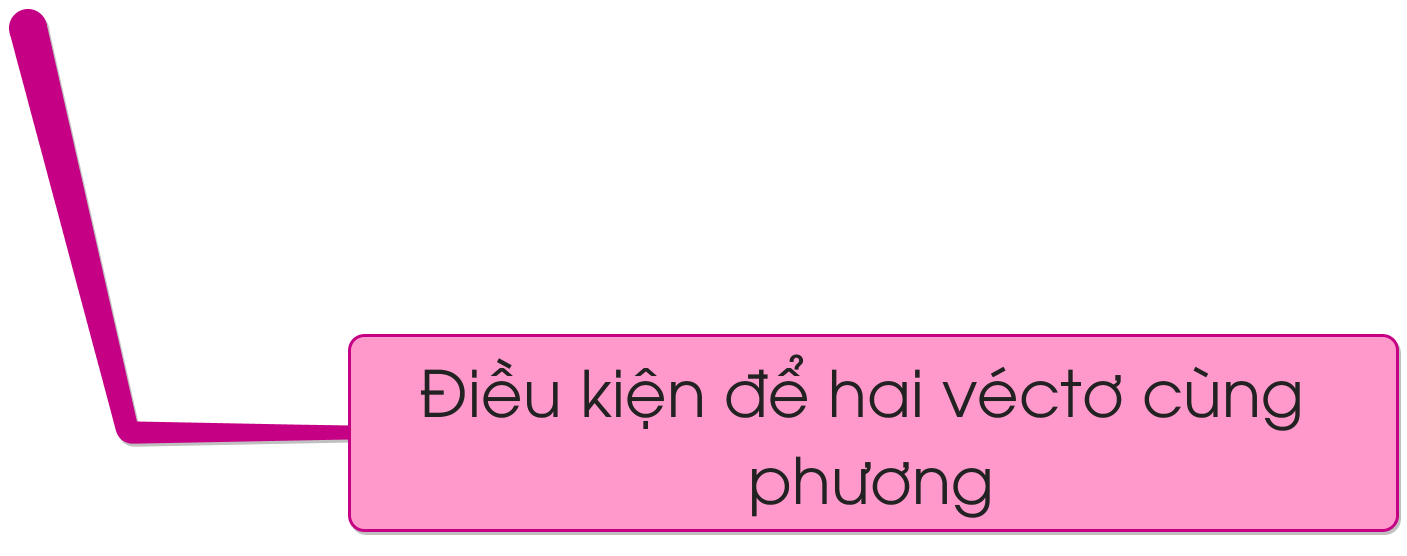 Điều kiện để hai véctơ cùng
phương